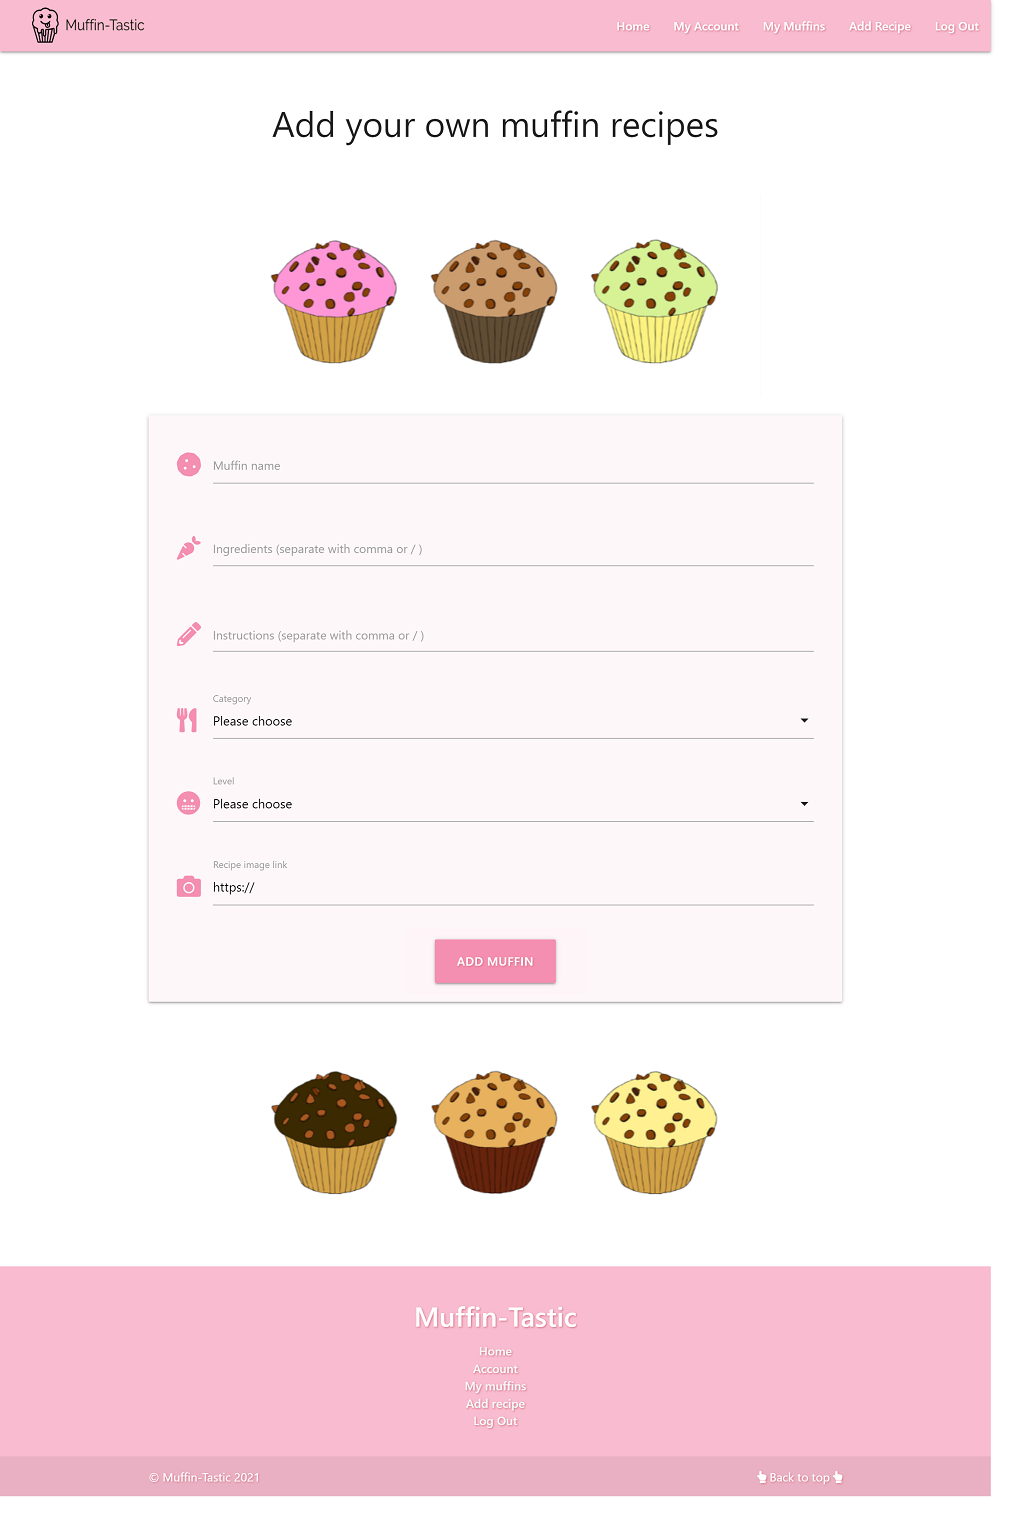 Muffin-Tastic
Home My Account My Muffins Add Recipe Log Out
Add your own muffin recipes
Muffin name
Ingredients (separate with comma or / )
Instructions (separate with comma or / )
Category
Please choose
Level
Please choose
Recipe image link
https://
ADD MUFFIN
Muffin-Tastic
Home
Account
My muffins
Add recipe
Log Out
© Muffin-Tastic 2021
Back to top